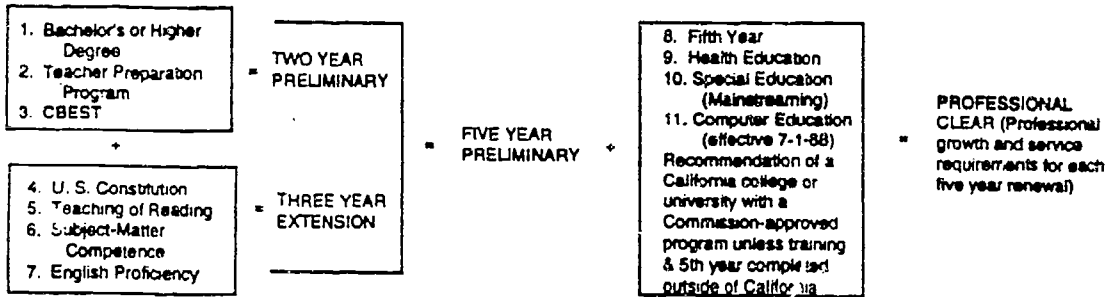 1. Bachelor's or Higher
Degree
2. Teacher Preparation
Program
3. CBEST
=
TWO YEAR
PRELIMINARY
+
4. U. S. Constitution
5. Teaching of Reading
6. Subject-Matter
Competence
7. English Proficiency
=
THREE YEAR
EXTENSION
=
FIVE YEAR
PRELIMINARY
+
8. Fifth Year
9. Health Education
10. Special Education
(Mainstreaming)
11. Computer Education
(effective 7-1-88)
Recommendation of a
California college or
university with a
Commission-approved
program unless training
& 5th year completed
outside of California
=
PROFESSIONAL
CLEAR (Professional
growth and service
requirements for each
five year renewal)